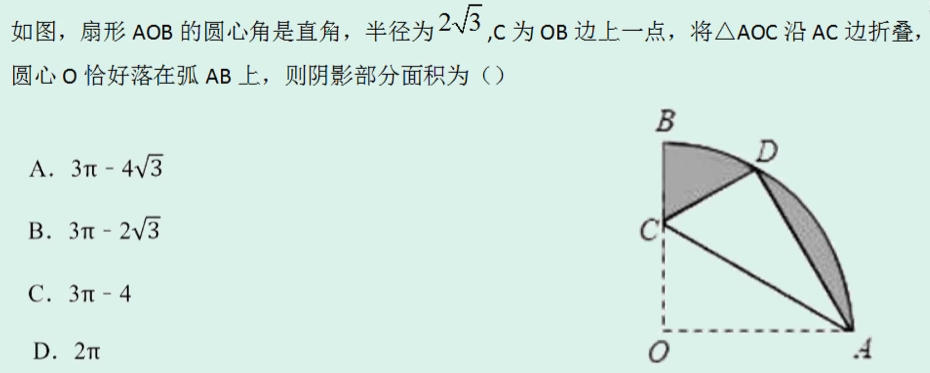 如图，扇形 AOB 的圆心角是直角，半径为2√3,C 为 OB 边上一点，将△AOC 沿 AC 边折叠，
圆心 O 恰好落在弧 AB 上，则阴影部分面积为（）
A．3π﹣4√3
B．3π﹣2√3
C．3π﹣4
D．2π
B
D
C
O
A